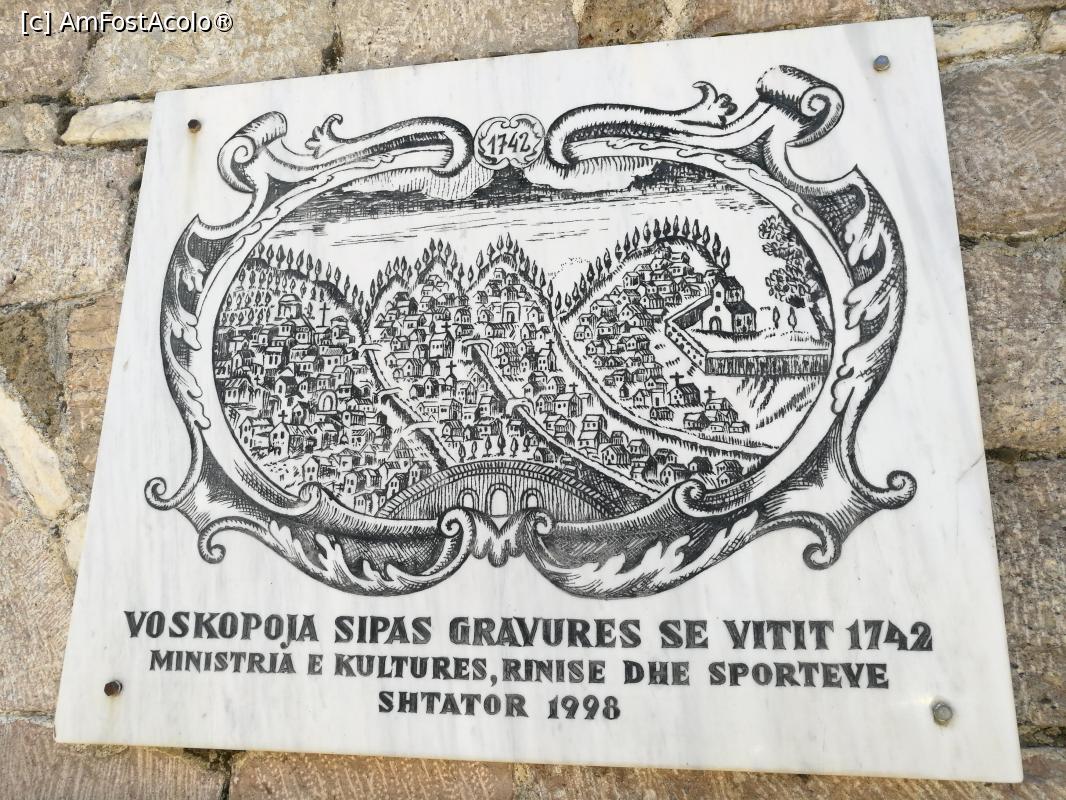 [c] AmFostAcolo®
1742
VOSKOPOJA SIPAS GRAVURES SE VITIT 1742
MINISTRIA E KULTURES, RINISE DHE SPORTEVE
SHTATOR 1998